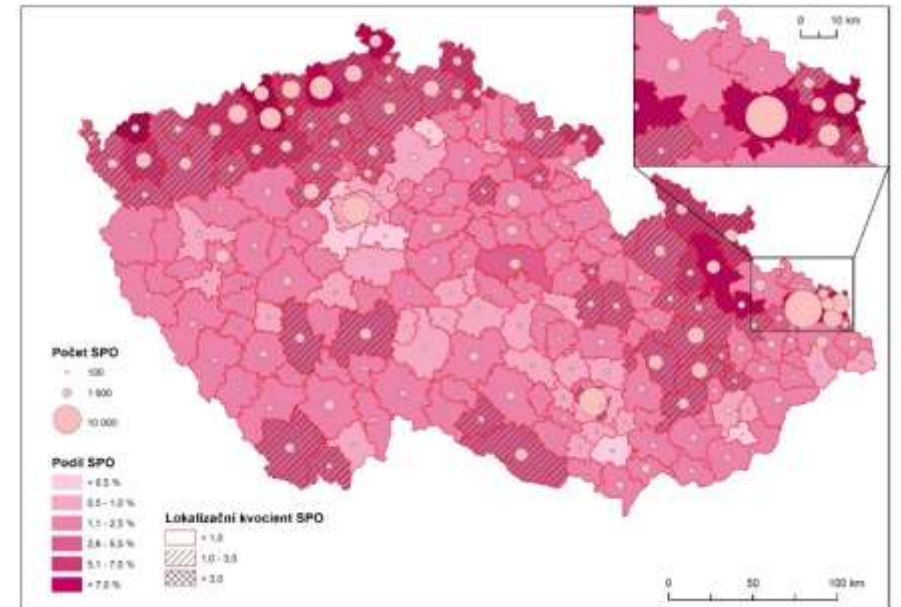 0 10 km
Počet SPO
100
1 000
10 000
Podíl SPO
< 0,5 %
0,5 - 1,0 %
1,1 - 2,5 %
2,6 - 5,0 %
5,1 - 7,0 %
> 7,0 %
Lokalizační kvocient SPO
< 1,0
1,0 - 3,0
> 3,0
0 50 100 km